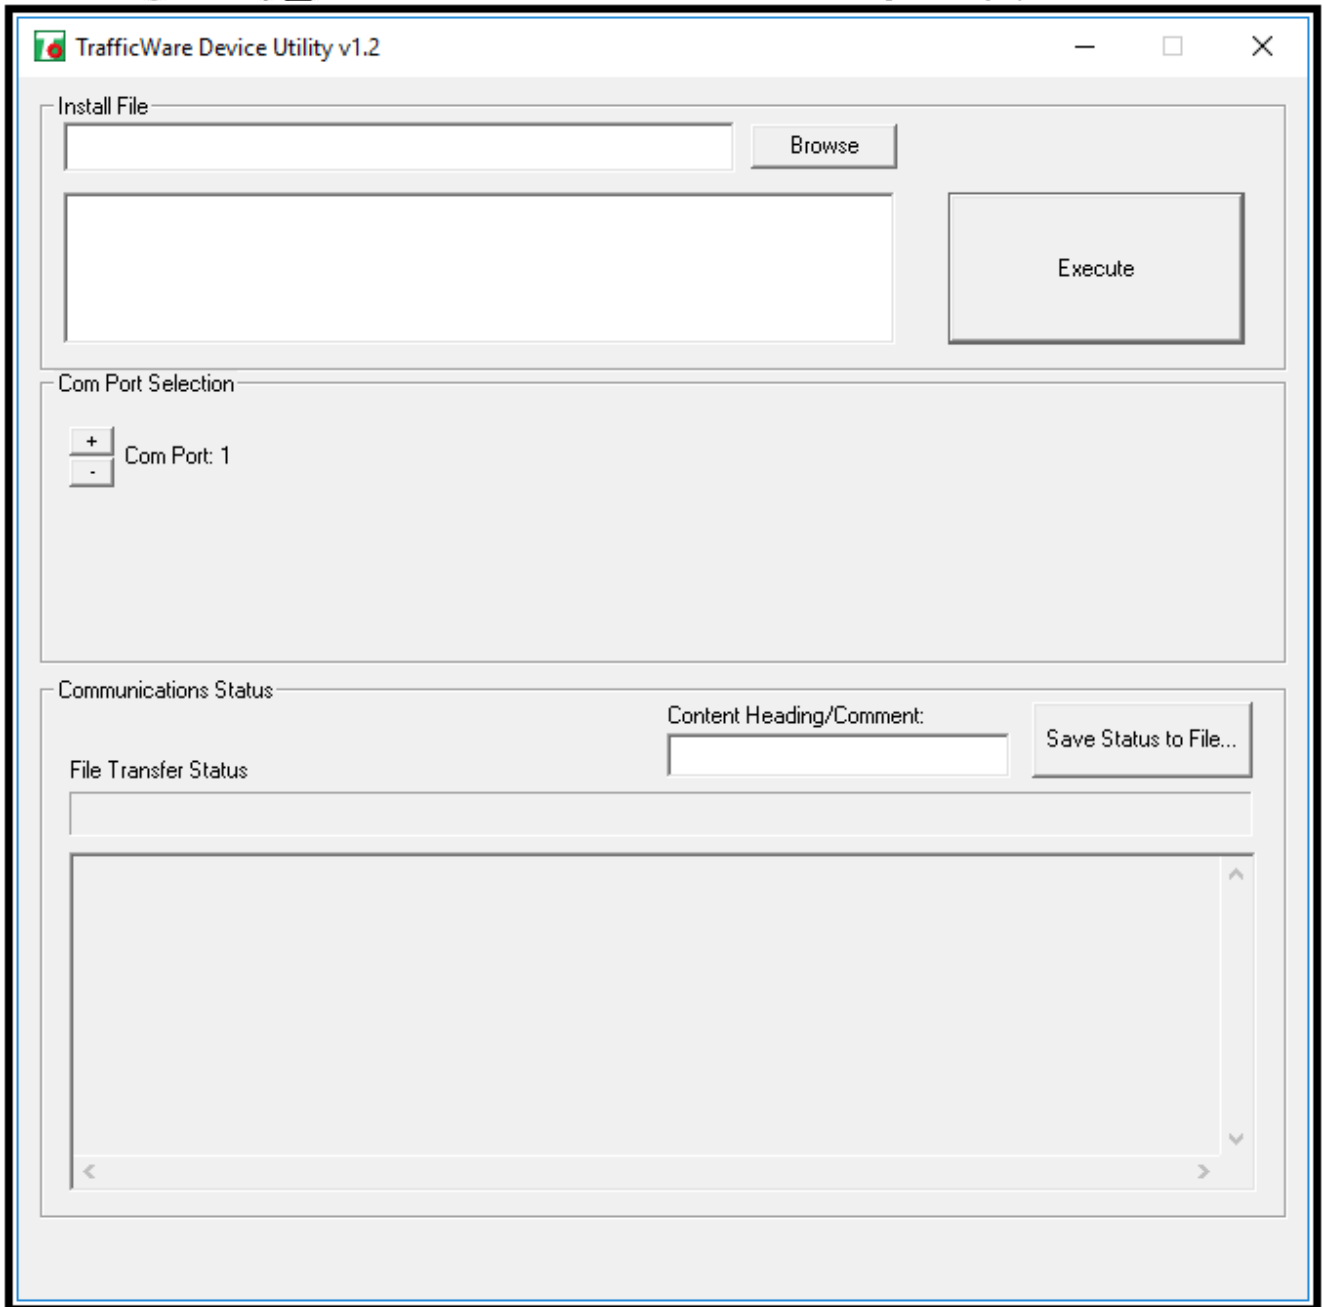 TrafficWare Device Utility v1.2
Install File
Browse
Execute
Com Port Selection
+
Com Port: 1
-
Communications Status
Content Heading/Comment:
Save Status to File...
File Transfer Status